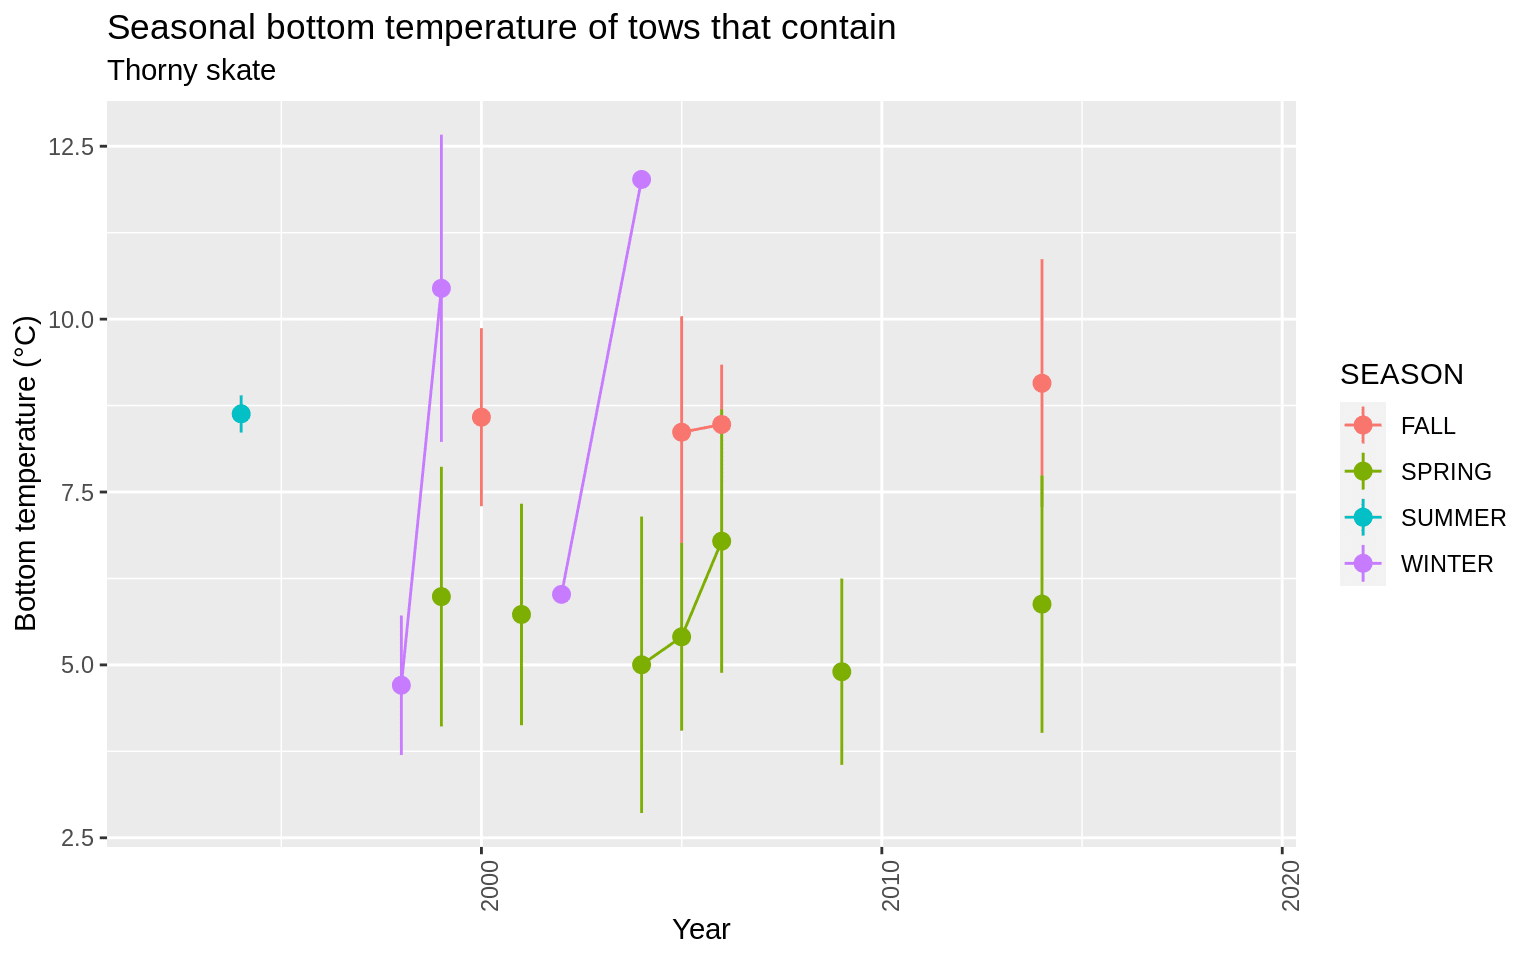 Seasonal bottom temperature of tows that contain
Thorny skate
Bottom temperature (°C)
12.5
10.0
7.5
5.0
2.5
2000
2010
2020
Year
SEASON
FALL
SPRING
SUMMER
WINTER